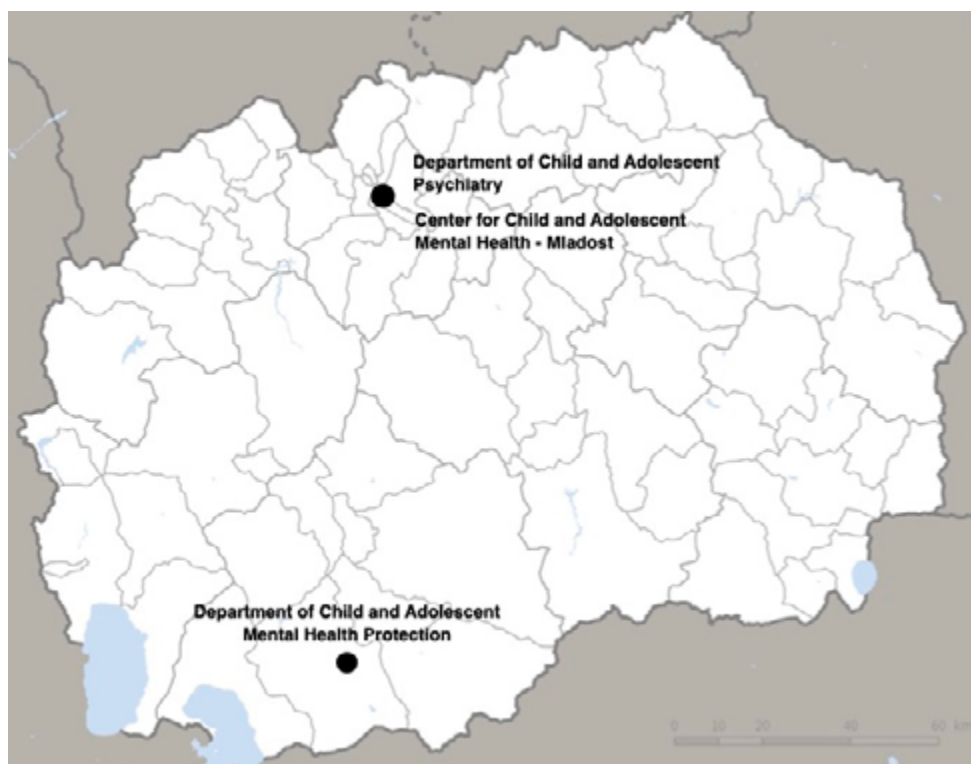 Department of Child and Adolescent
Psychiatry
Center for Child and Adolescent
Mental Health - Mladost
Department of Child and Adolescent
Mental Health Protection
0 20 40 60 km